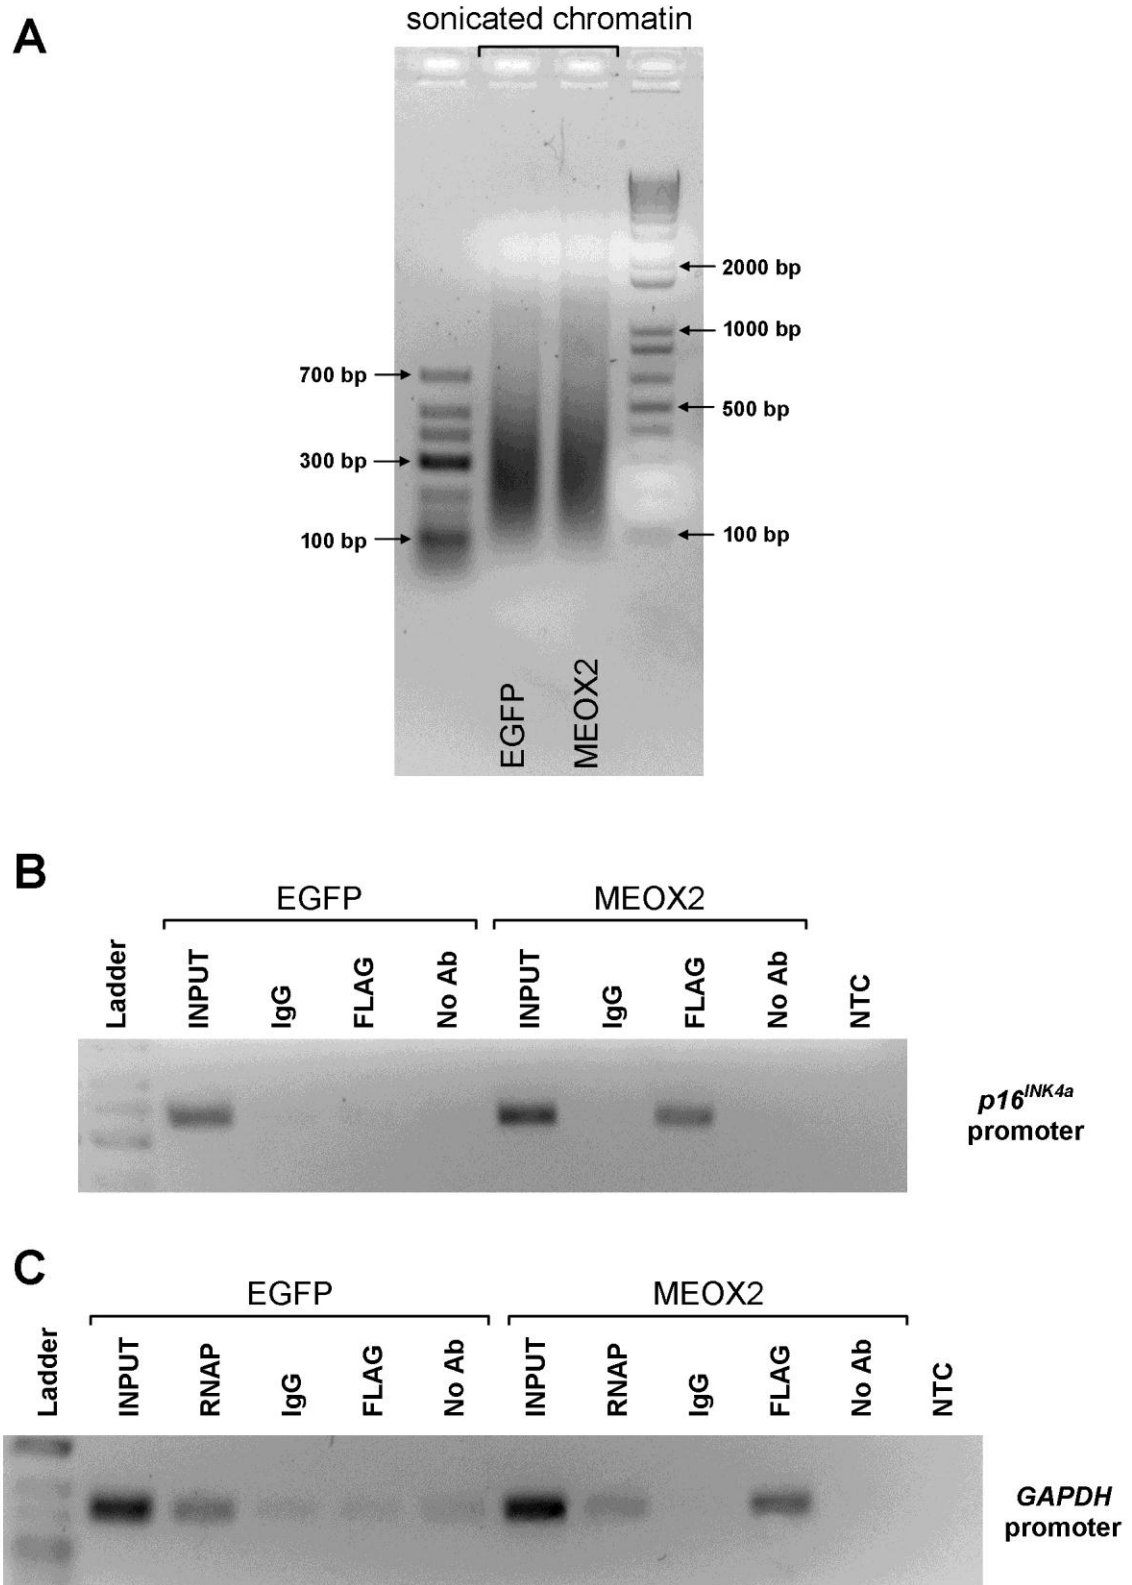 A
sonicated chromatin
2000 bp
1000 bp
700 bp
500 bp
300 bp
100 bp
100 bp
EGFP
MEOX2
B
EGFP
MEOX2
Ladder
INPUT
IgG
FLAG
No Ab
INPUT
IgG
FLAG
No Ab
NTC
p16INK4a
promoter
C
EGFP
MEOX2
Ladder
INPUT
RNAP
IgG
FLAG
No Ab
INPUT
RNAP
IgG
FLAG
No Ab
NTC
GAPDH
promoter